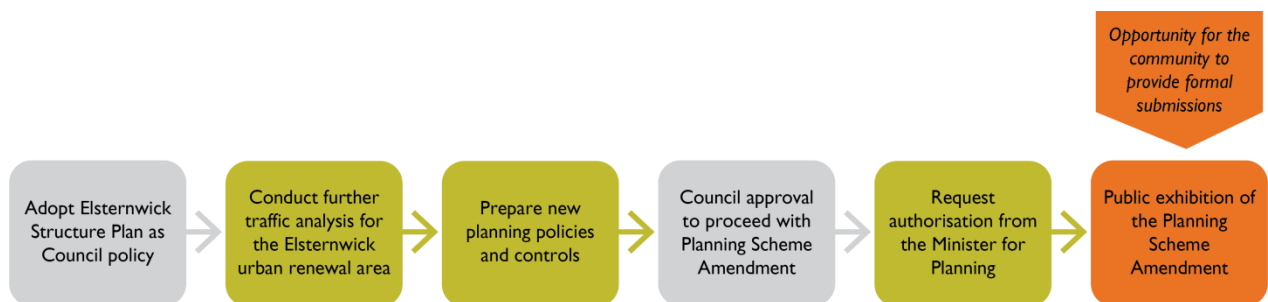 Opportunity for the
community to
provide formal
submissions
Adopt Elsternwick
Structure Plan as
Council policy
Conduct further
traffic analysis for
the Elsternwick
urban renewal area
Prepare new
planning policies
and controls
Council approval
to proceed with
Planning Scheme
Amendment
Request
authorisation from
the Minister for
Planning
Public exhibition of
the Planning
Scheme
Amendment